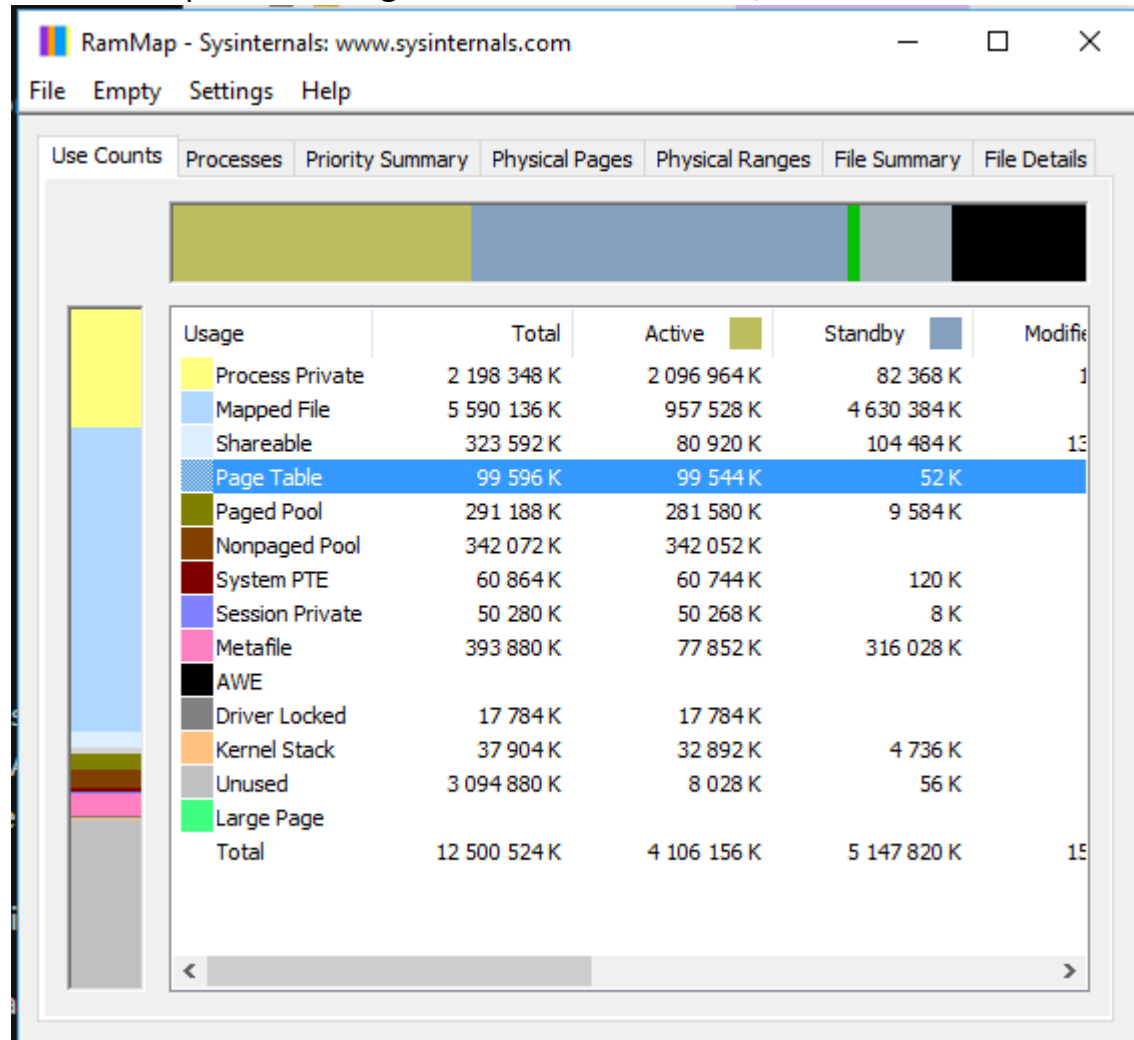 RamMap - Sysinternals: www.sysinternals.com
File Empty Settings Help
Use Counts Processes Priority Summary Physical Pages Physical Ranges File Summary File Details
Usage Total Active Standby Modifie
Process Private 2 198 348 K 2 096 964 K 82 368 K 1
Mapped File 5 590 136 K 957 528 K 4 630 384 K
Shareable 323 592 K 80 920 K 104 484 K 13
Page Table 99 596 K 99 544 K 52 K
Paged Pool 291 188 K 281 580 K 9 584 K
Nonpaged Pool 342 072 K 342 052 K
System PTE 60 864 K 60 744 K 120 K
Session Private 50 280 K 50 268 K 8 K
Metafile 393 880 K 77 852 K 316 028 K
AWE
Driver Locked 17 784 K 17 784 K
Kernel Stack 37 904 K 32 892 K 4 736 K
Unused 3 094 880 K 8 028 K 56 K
Large Page
Total 12 500 524 K 4 106 156 K 5 147 820 K 15